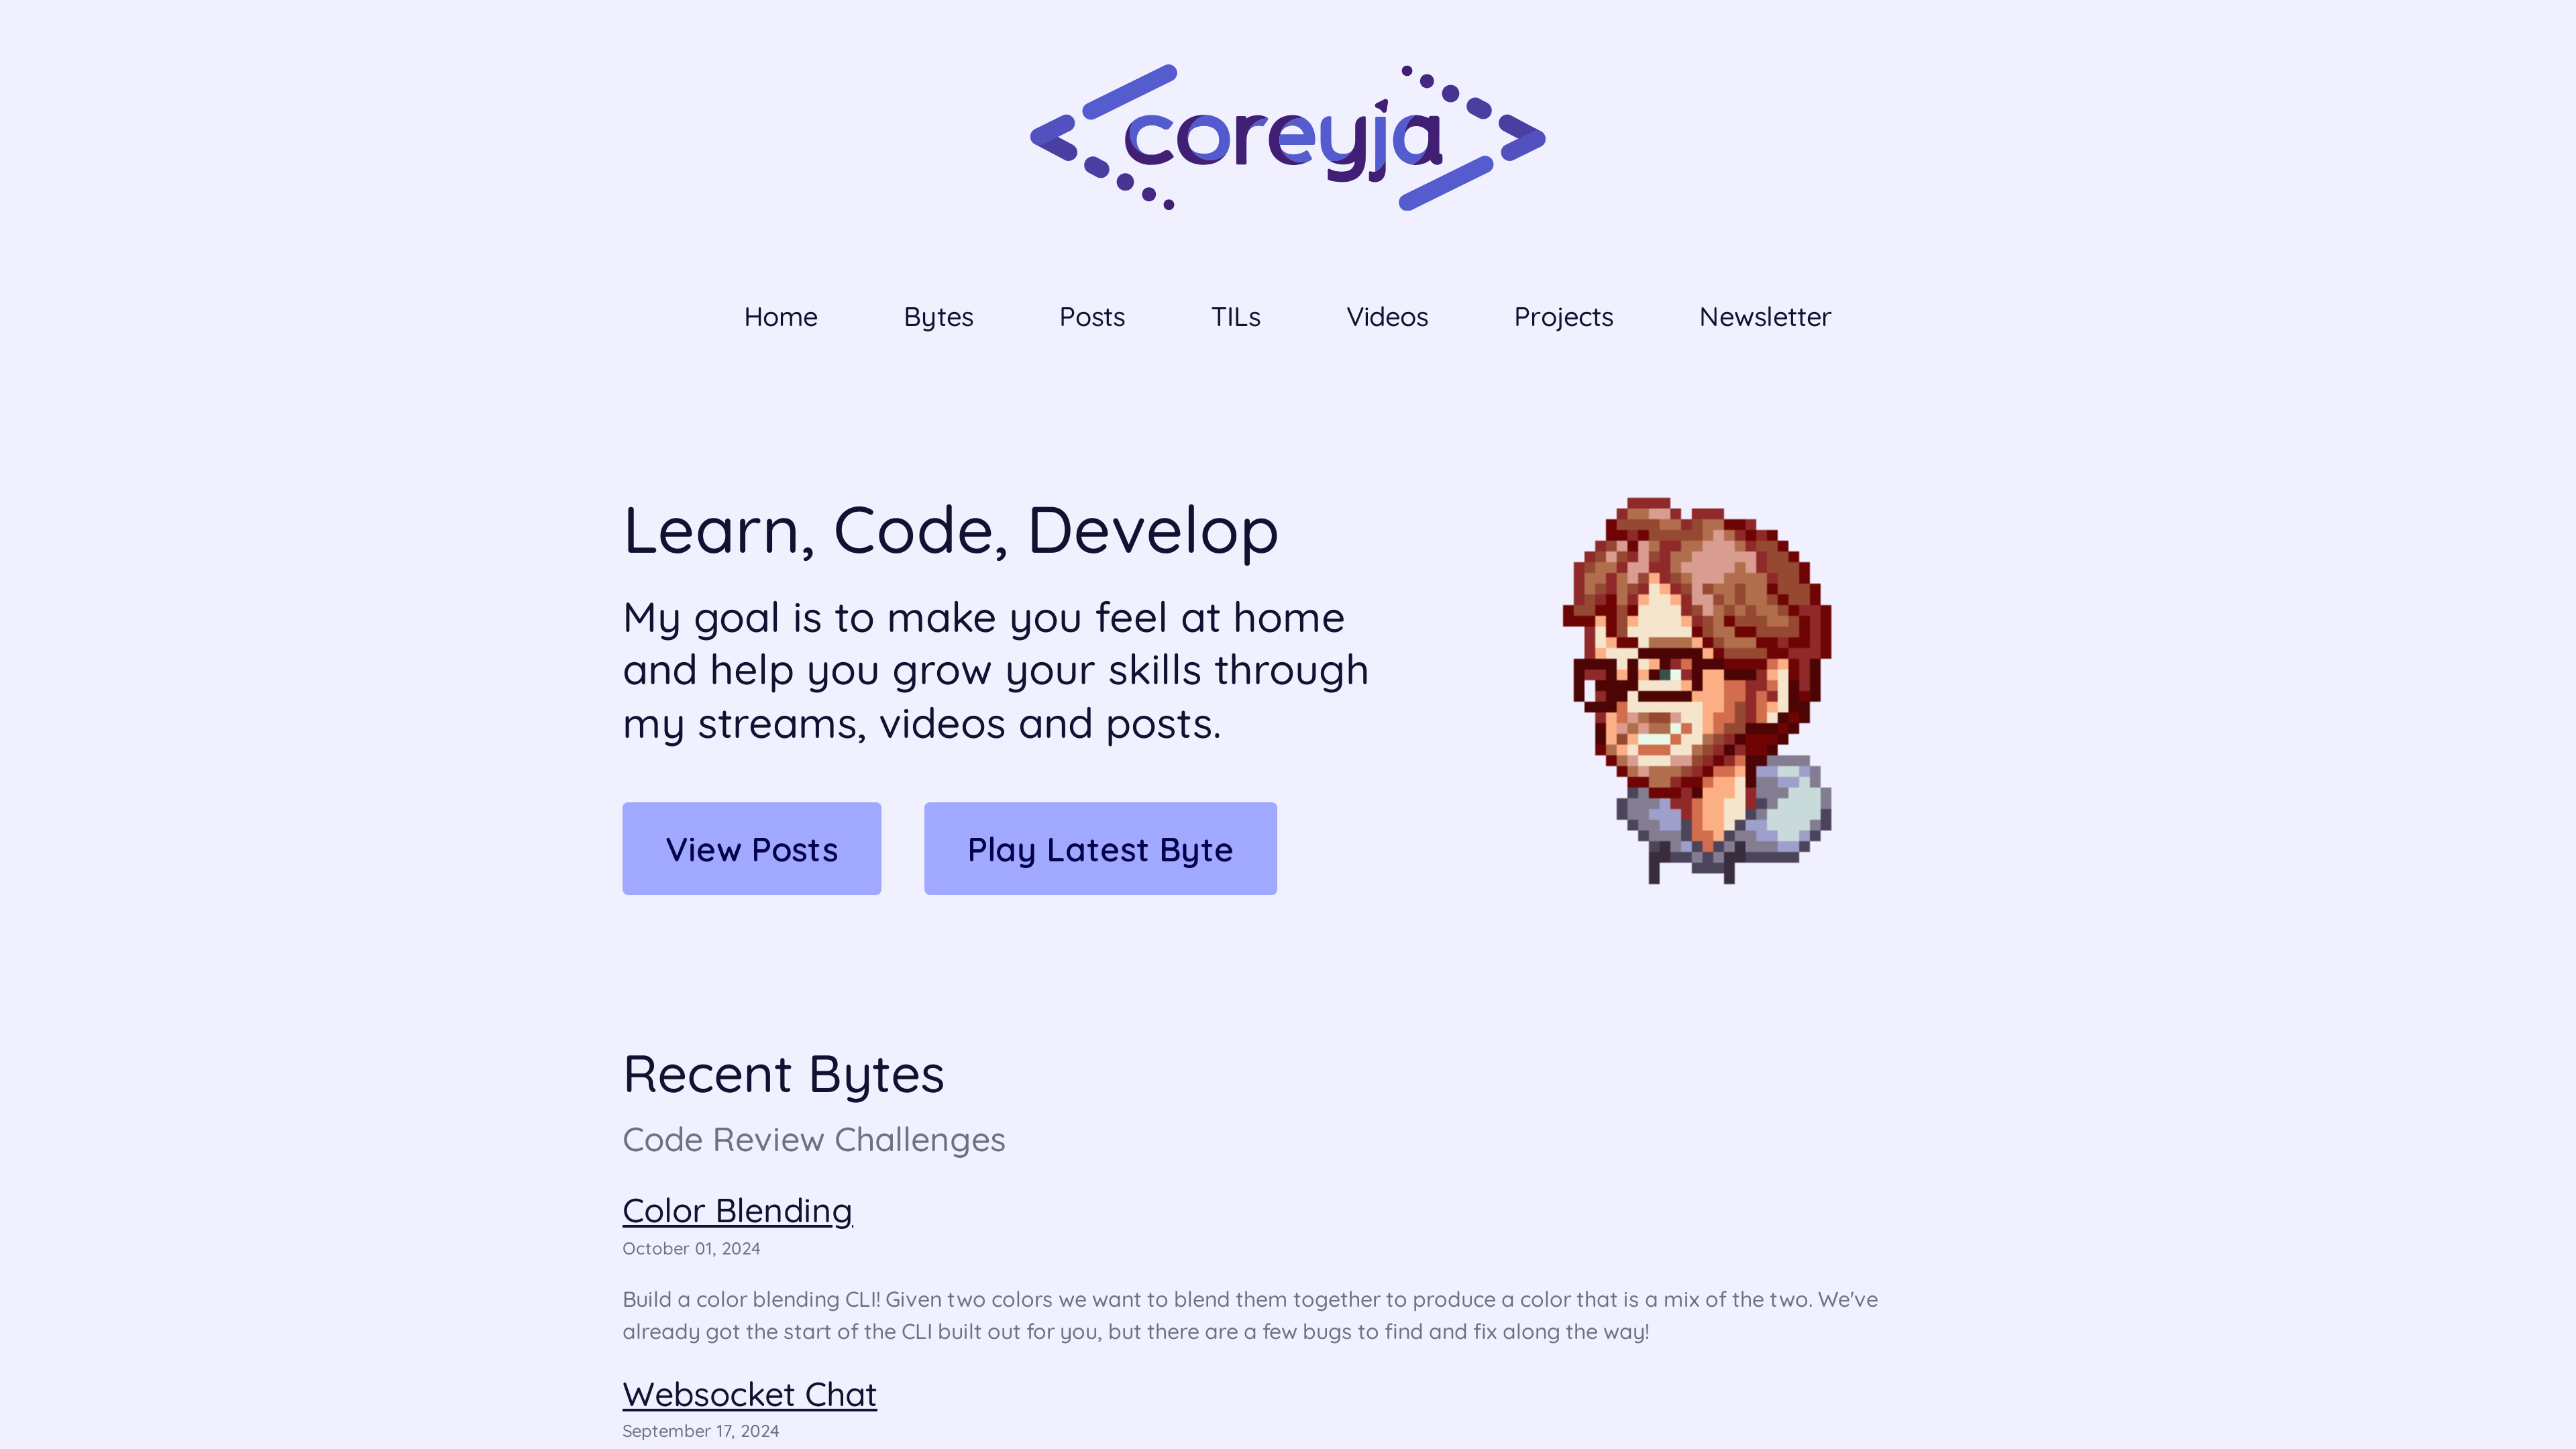 coreyja
Home Bytes Posts TILs Videos Projects Newsletter
Learn, Code, Develop
My goal is to make you feel at home
and help you grow your skills through
my streams, videos and posts.
View Posts Play Latest Byte
Recent Bytes
Code Review Challenges
Color Blending
October 01, 2024
Build a color blending CLI! Given two colors we want to blend them together to produce a color that is a mix of the two. We've
already got the start of the CLI built out for you, but there are a few bugs to find and fix along the way!
Websocket Chat
September 17, 2024